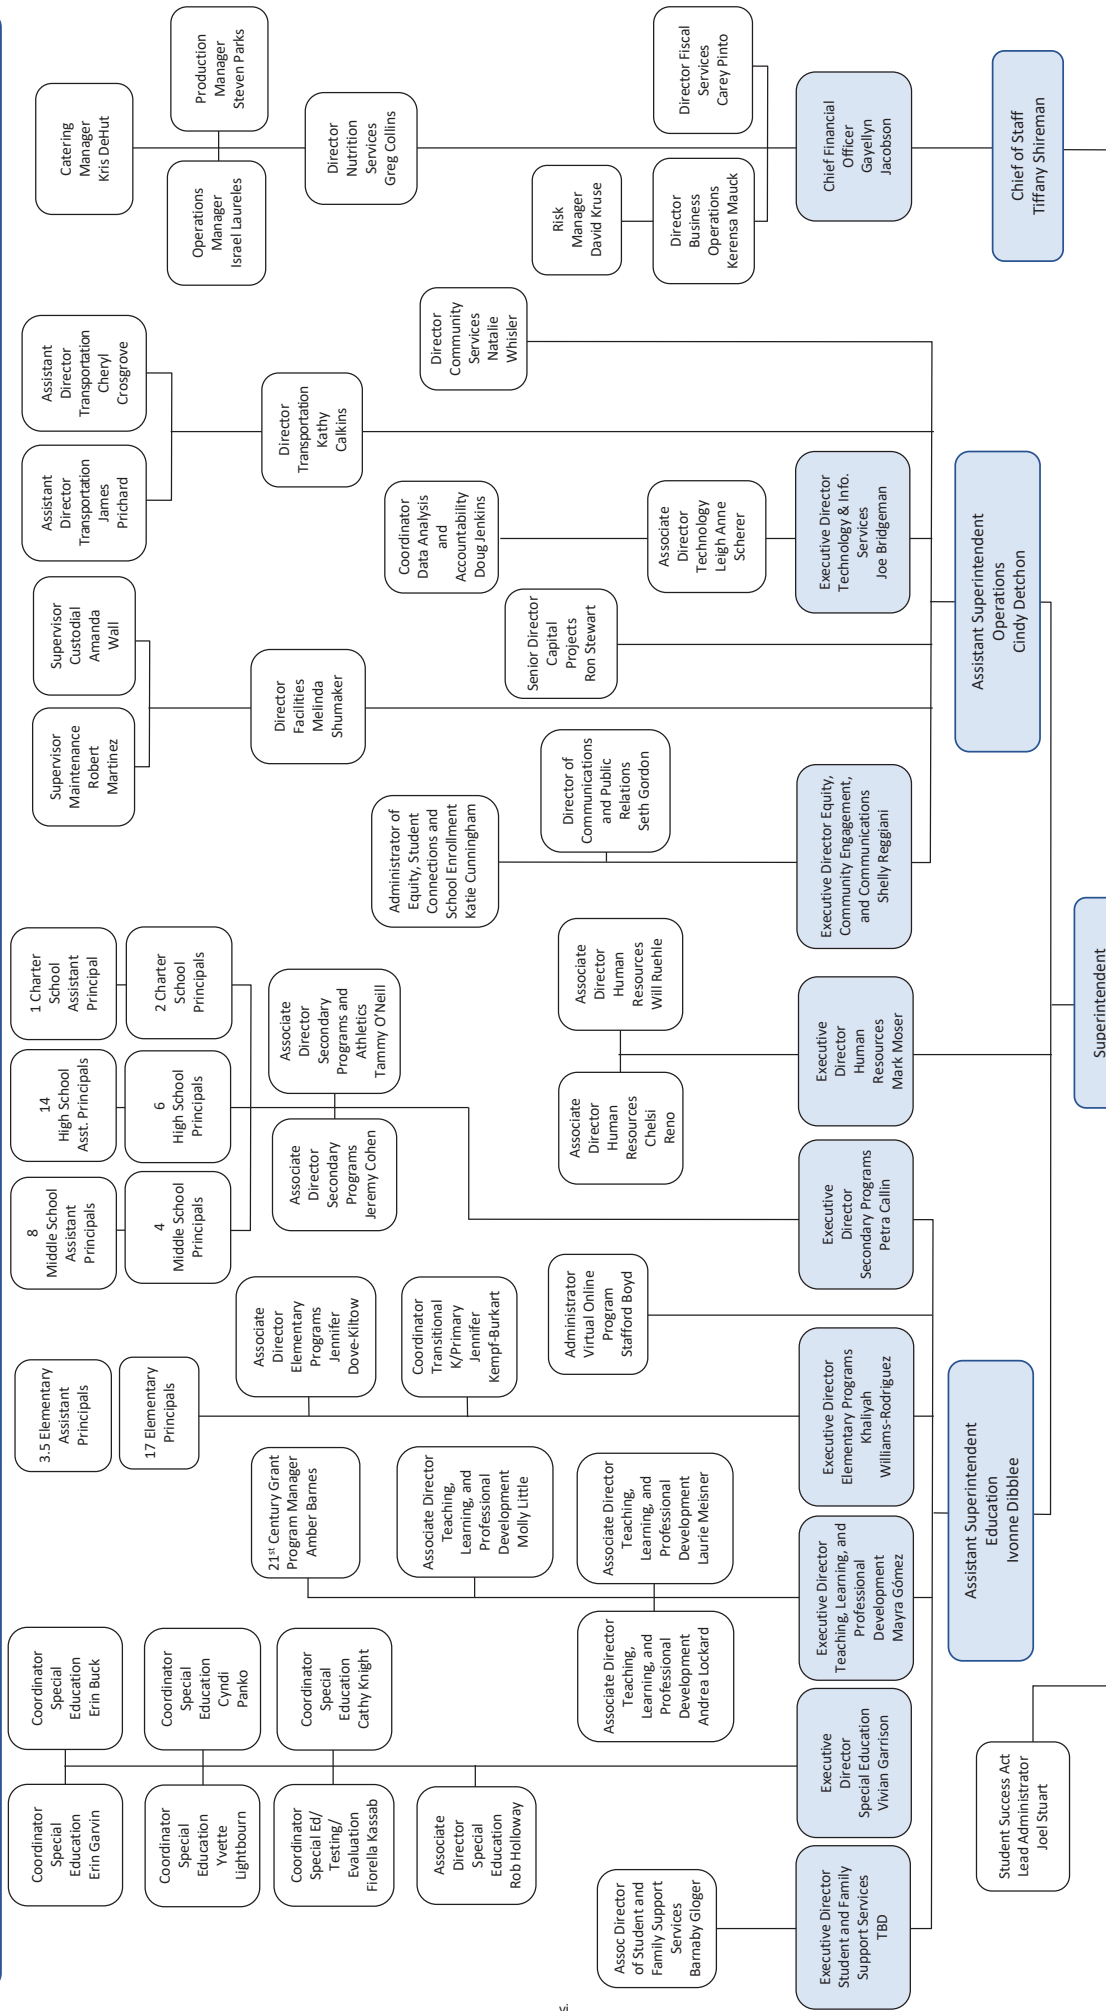 Coordinator
Special
Education
Erin Garvin
Coordinator
Special
Education
Erin Buck
Coordinator
Special
Education
Yvette
Lightbourn
Coordinator
Special
Education
Cyndi
Panko
Coordinator
Special Ed/
Testing/
Evaluation
Fiorella Kassab
Coordinator
Special
Education
Cathy Knight
Associate
Director
Special
Education
Rob Holloway
Assoc Director
of Student and
Family Support
Services
Barnaby Gloger
Executive Director
Student and Family
Support Services
TBD
Executive
Director
Special Education
Vivian Garrison
21st Century Grant
Program Manager
Amber Barnes
Associate Director
Teaching,
Learning, and
Professional
Development
Molly Little
Associate Director
Teaching,
Learning, and
Professional
Development
Andrea Lockard
Associate Director
Teaching,
Learning, and
Professional
Development
Laurie Meisner
Executive Director
Teaching, Learning, and
Professional
Development
Mayra Gómez
3.5 Elementary
Assistant
Principals
17 Elementary
Principals
Associate
Director
Elementary
Programs
Jennifer
Dove-Kiltow
Coordinator
Transitional
K/Primary
Jennifer
Kempf-Burkart
Executive Director
Elementary Programs
Khaliyah
Williams-Rodriguez
Administrator
Virtual Online
Program
Stafford Boyd
8
Middle School
Assistant
Principals
14
High School
Asst. Principals
1 Charter
School
Assistant
Principal
4
Middle School
Principals
6
High School
Principals
2 Charter
School
Principals
Associate
Director
Secondary
Programs
Jeremy Cohen
Associate
Director
Secondary
Programs and
Athletics
Tammy O'Neill
Executive
Director
Secondary Programs
Petra Callin
Associate
Director
Human
Resources
Chelsi
Reno
Associate
Director
Human
Resources
Will Ruehle
Executive
Director
Human
Resources
Mark Moser
Administrator of
Equity, Student
Connections and
School Enrollment
Katie Cunningham
Director of
Communications
and Public
Relations
Seth Gordon
Executive Director Equity,
Community Engagement,
and Communications
Shelly Reggiani
Supervisor
Maintenance
Robert
Martinez
Supervisor
Custodial
Amanda
Wall
Director
Facilities
Melinda
Shumaker
Senior Director
Capital
Projects
Ron Stewart
Coordinator
Data Analysis
and
Accountability
Doug Jenkins
Associate
Director
Technology
Leigh Anne
Scherer
Executive Director
Technology & Info.
Services
Joe Bridgeman
Assistant
Director
Transportation
James
Prichard
Assistant
Director
Transportation
Cheryl
Crosgrove
Director
Transportation
Kathy
Calkins
Director
Community
Services
Natalie
Whisler
Catering
Manager
Kris DeHut
Operations
Manager
Israel Laureles
Production
Manager
Steven Parks
Director
Nutrition
Services
Greg Collins
Risk
Manager
David Kruse
Director
Business
Operations
Kerensa Mauck
Director Fiscal
Services
Carey Pinto
Chief Financial
Officer
Gayellyn
Jacobson
Student Success Act
Lead Administrator
Joel Stuart
Assistant Superintendent
Education
Ivonne Dibblee
Assistant Superintendent
Operations
Cindy Detchon
Chief of Staff
Tiffany Shireman
Superintendent
vi